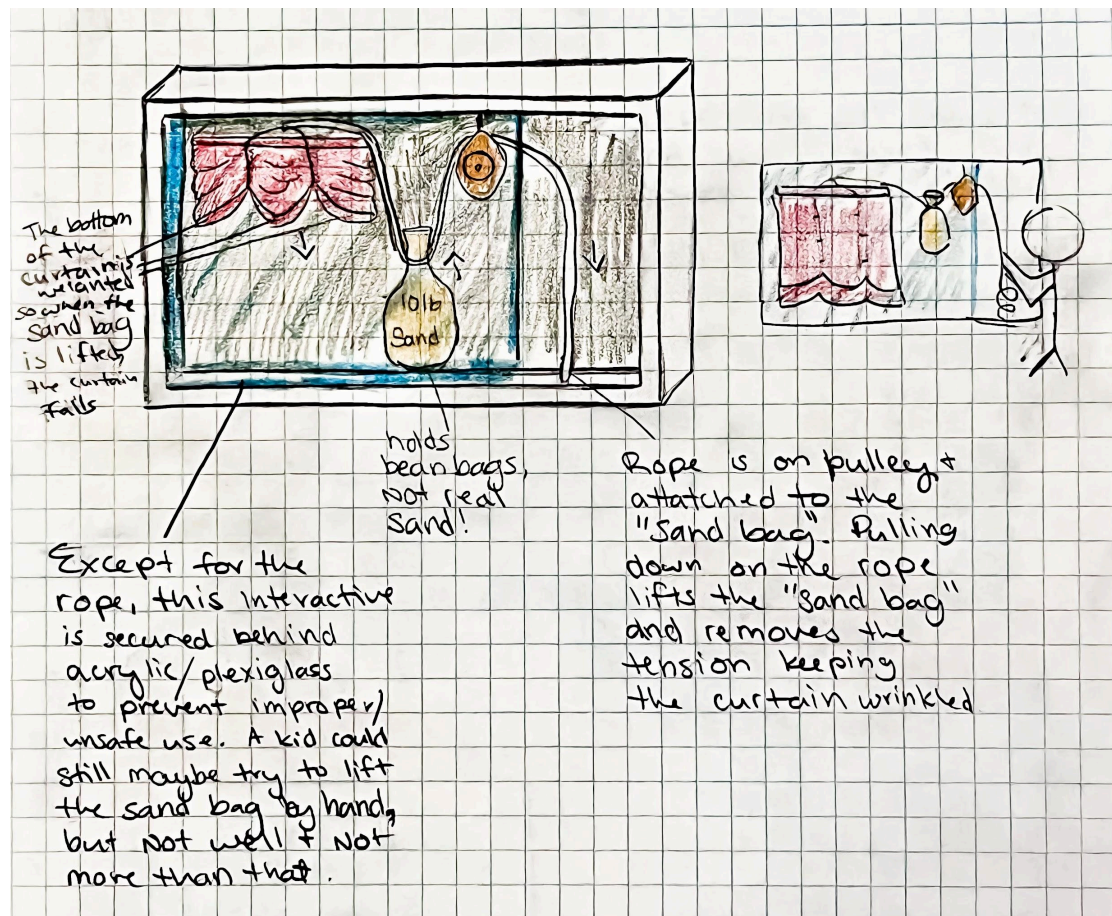 The bottom
of the
curtain is
weighted
so when the
sand bag
is lifted,
the curtain
falls
10lb
Sand
holds
bean bags,
Not real
Sand!
Except for the
rope, this interactive
is secured behind
acrylic/plexiglass
to prevent improper/
unsafe use. A kid could
still maybe try to lift
the sand bag by hand,
but Not well + Not
more than that.
Rope is on pulley +
attatched to the
"Sand bag". Pulling
down on the rope
lifts the "Sand bag"
and removes the
tension keeping
the curtain wrinkled